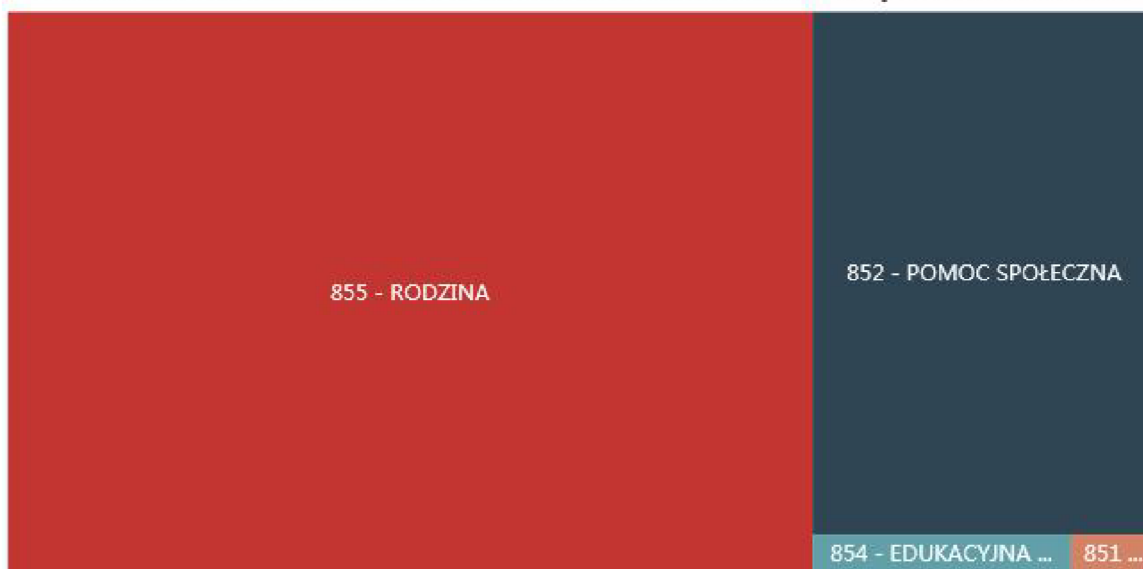 855 - RODZINA
852 - POMOC SPOŁECZNA
854 - EDUKACYJNA ...
851 ...